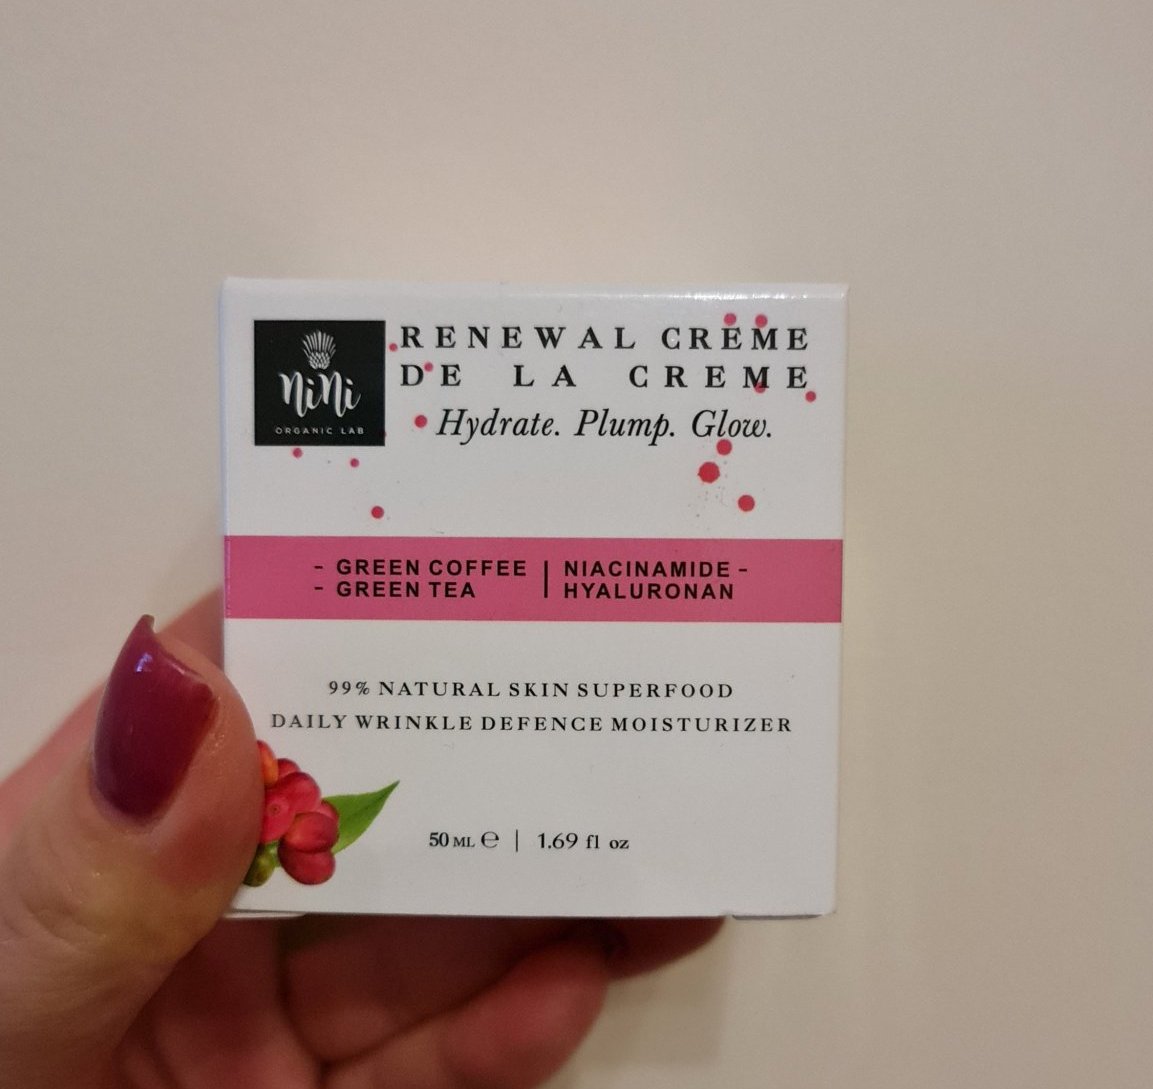 niNi
ORGANIC LAB
RENEWAL CRÈME
DE LA CREME
Hydrate. Plump. Glow.
- GREEN COFFEE | NIACINAMIDE -
- GREEN TEA | HYALURONAN
99% NATURAL SKIN SUPERFOOD
DAILY WRINKLE DEFENCE MOISTURIZER
50 ML ℮ | 1.69 fl oz